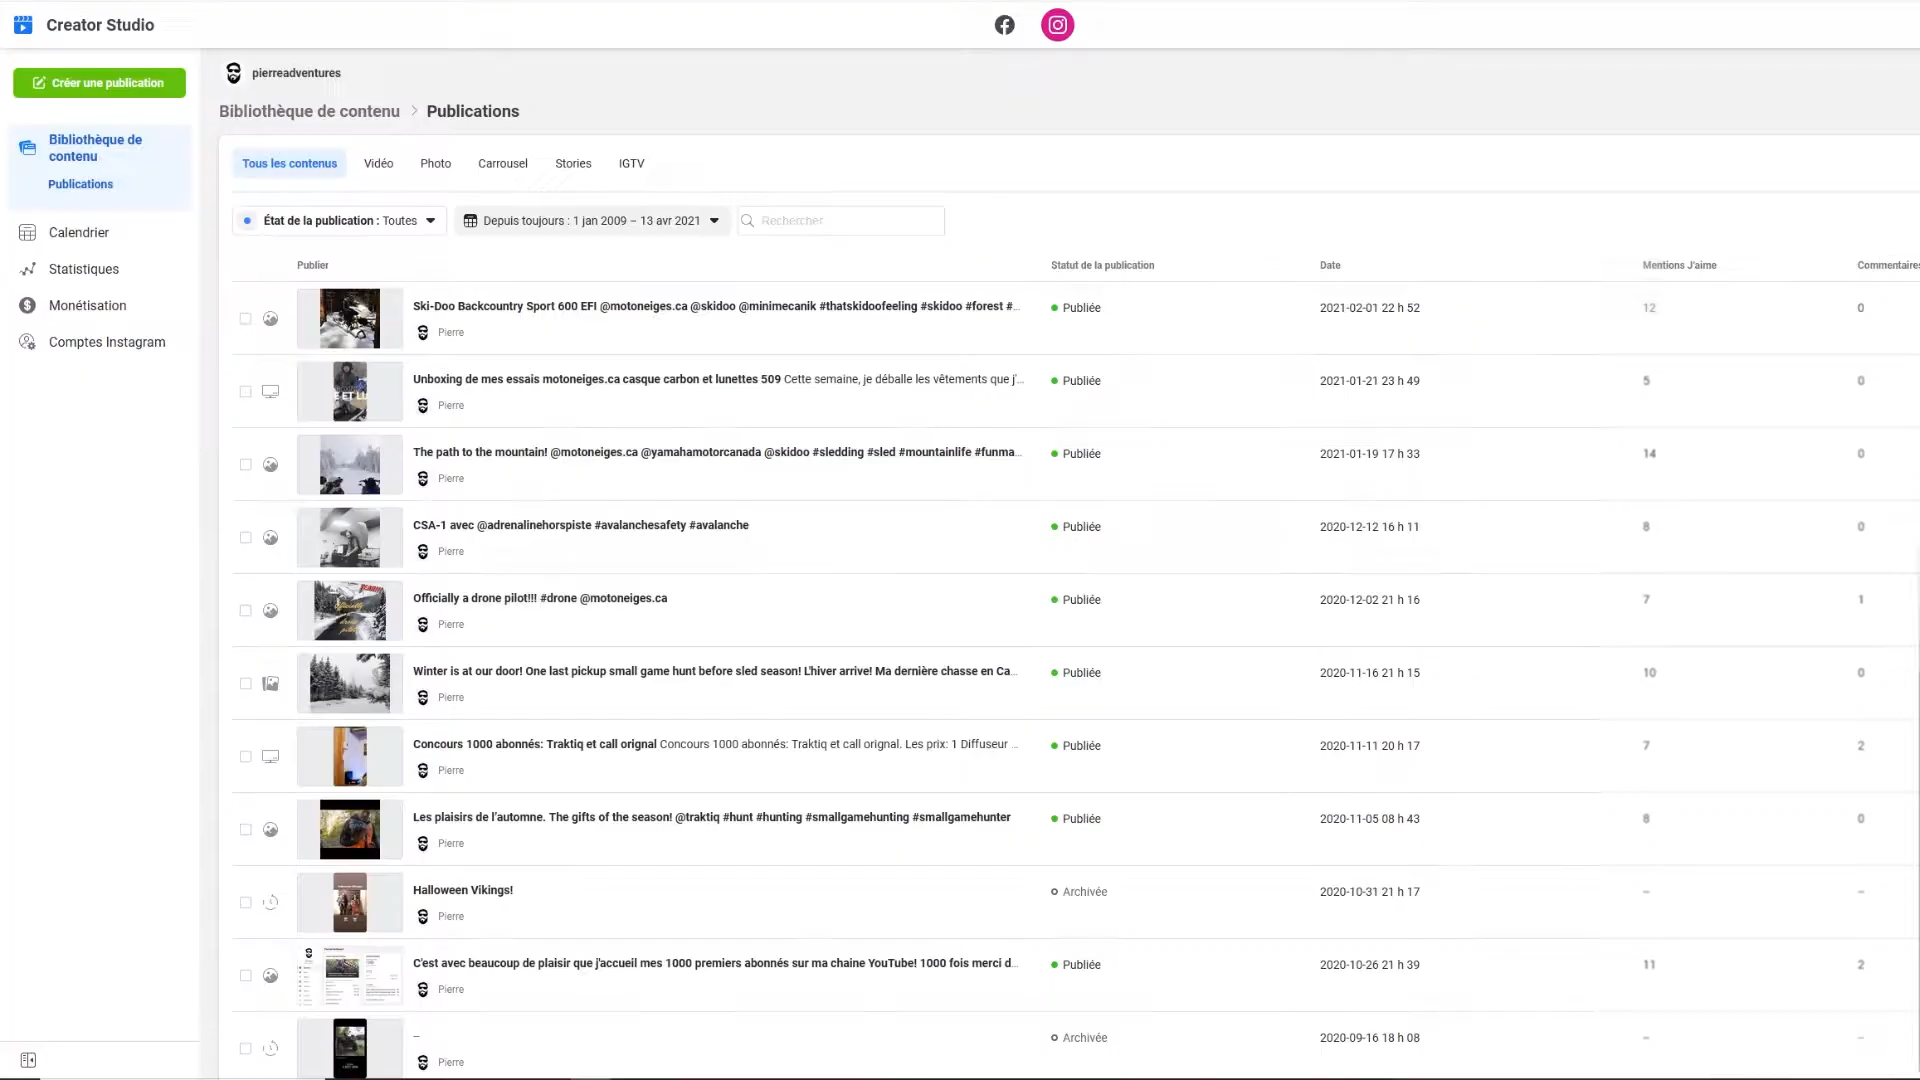 Creator Studio
Créer une publication
Bibliothèque de contenu
Publications
Calendrier
Statistiques
Monétisation
Comptes Instagram
pierreadventures
Bibliothèque de contenu > Publications
Tous les contenus Vidéo Photo Carrousel Stories IGTV
État de la publication : Toutes Depuis toujours : 1 jan 2009 – 13 avr 2021 Rechercher
Publier Statut de la publication Date Mentions J'aime Commentaires
Ski-Doo Backcountry Sport 600 EFI @motoneiges.ca @skidoo @minimecanik #thatskidoofeeling #skidoo #forest #… Publiée 2021-02-01 22 h 52 12 0
Pierre
Unboxing de mes essais motoneiges.ca casque carbon et lunettes 509 Cette semaine, je déballe les vêtements que j'… Publiée 2021-01-21 23 h 49 5 0
Pierre
The path to the mountain! @motoneiges.ca @yamahamotorcanada @skidoo #sledding #sled #mountainlife #funma… Publiée 2021-01-19 17 h 33 14 0
Pierre
CSA-1 avec @adrenalinehorspiste #avalanchesafety #avalanche Publiée 2020-12-12 16 h 11 8 0
Pierre
Officially a drone pilot!!! #drone @motoneiges.ca Publiée 2020-12-02 21 h 16 7 1
Pierre
Winter is at our door! One last pickup small game hunt before sled season! L'hiver arrive! Ma dernière chasse en Ca… Publiée 2020-11-16 21 h 15 10 0
Pierre
Concours 1000 abonnés: Traktiq et call orignal Concours 1000 abonnés: Traktiq et call orignal. Les prix: 1 Diffuseur … Publiée 2020-11-11 20 h 17 7 2
Pierre
Les plaisirs de l'automne. The gifts of the season! @traktiq #hunt #hunting #smallgamehunting #smallgamehunter Publiée 2020-11-05 08 h 43 8 0
Pierre
Halloween Vikings! Archivée 2020-10-31 21 h 17 – –
Pierre
C'est avec beaucoup de plaisir que j'accueil mes 1000 premiers abonnés sur ma chaine YouTube! 1000 fois merci d… Publiée 2020-10-26 21 h 39 11 2
Pierre
– Archivée 2020-09-16 18 h 08 – –
Pierre